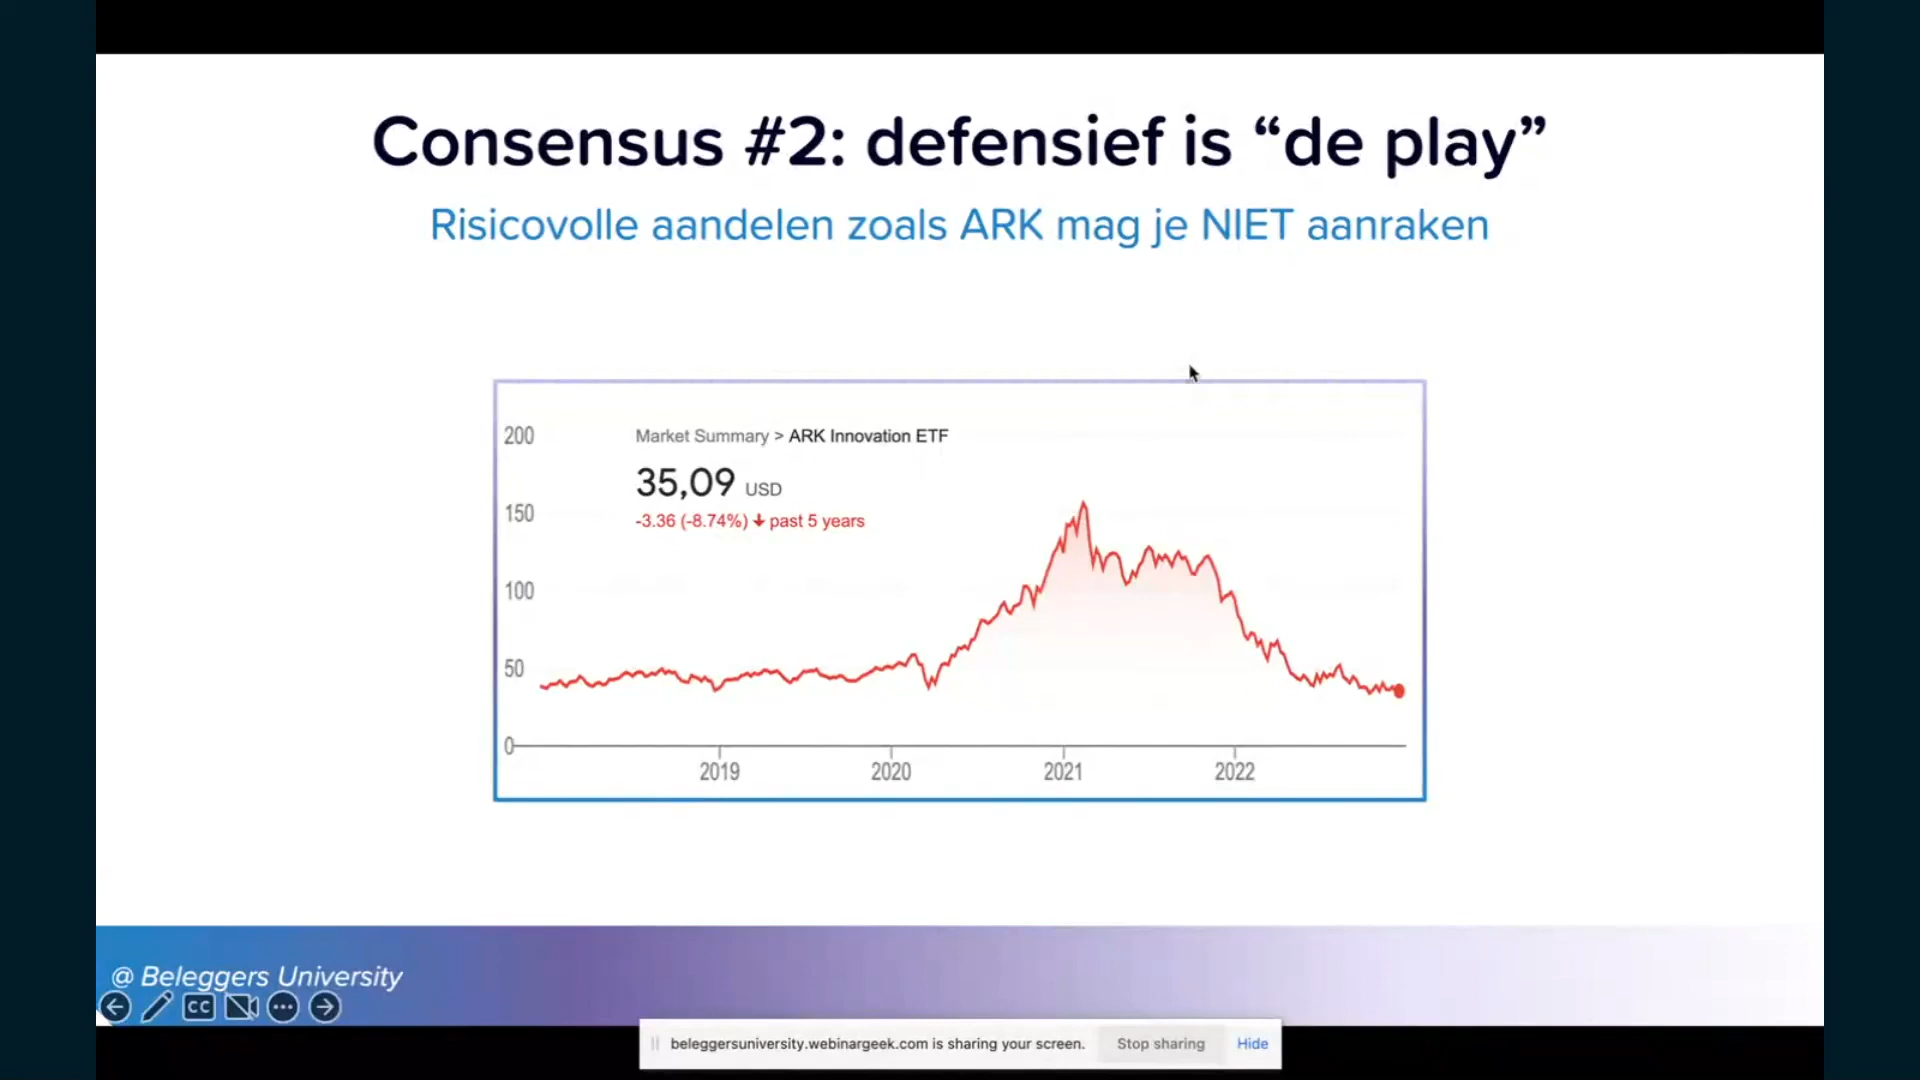 Consensus #2: defensief is “de play”
Risicovolle aandelen zoals ARK mag je NIET aanraken
Market Summary > ARK Innovation ETF
35,09 USD
-3.36 (-8.74%) ↓ past 5 years
200
150
100
50
0
2019 2020 2021 2022
@ Beleggers University
CC
beleggersuniversity.webinargeek.com is sharing your screen. Stop sharing Hide